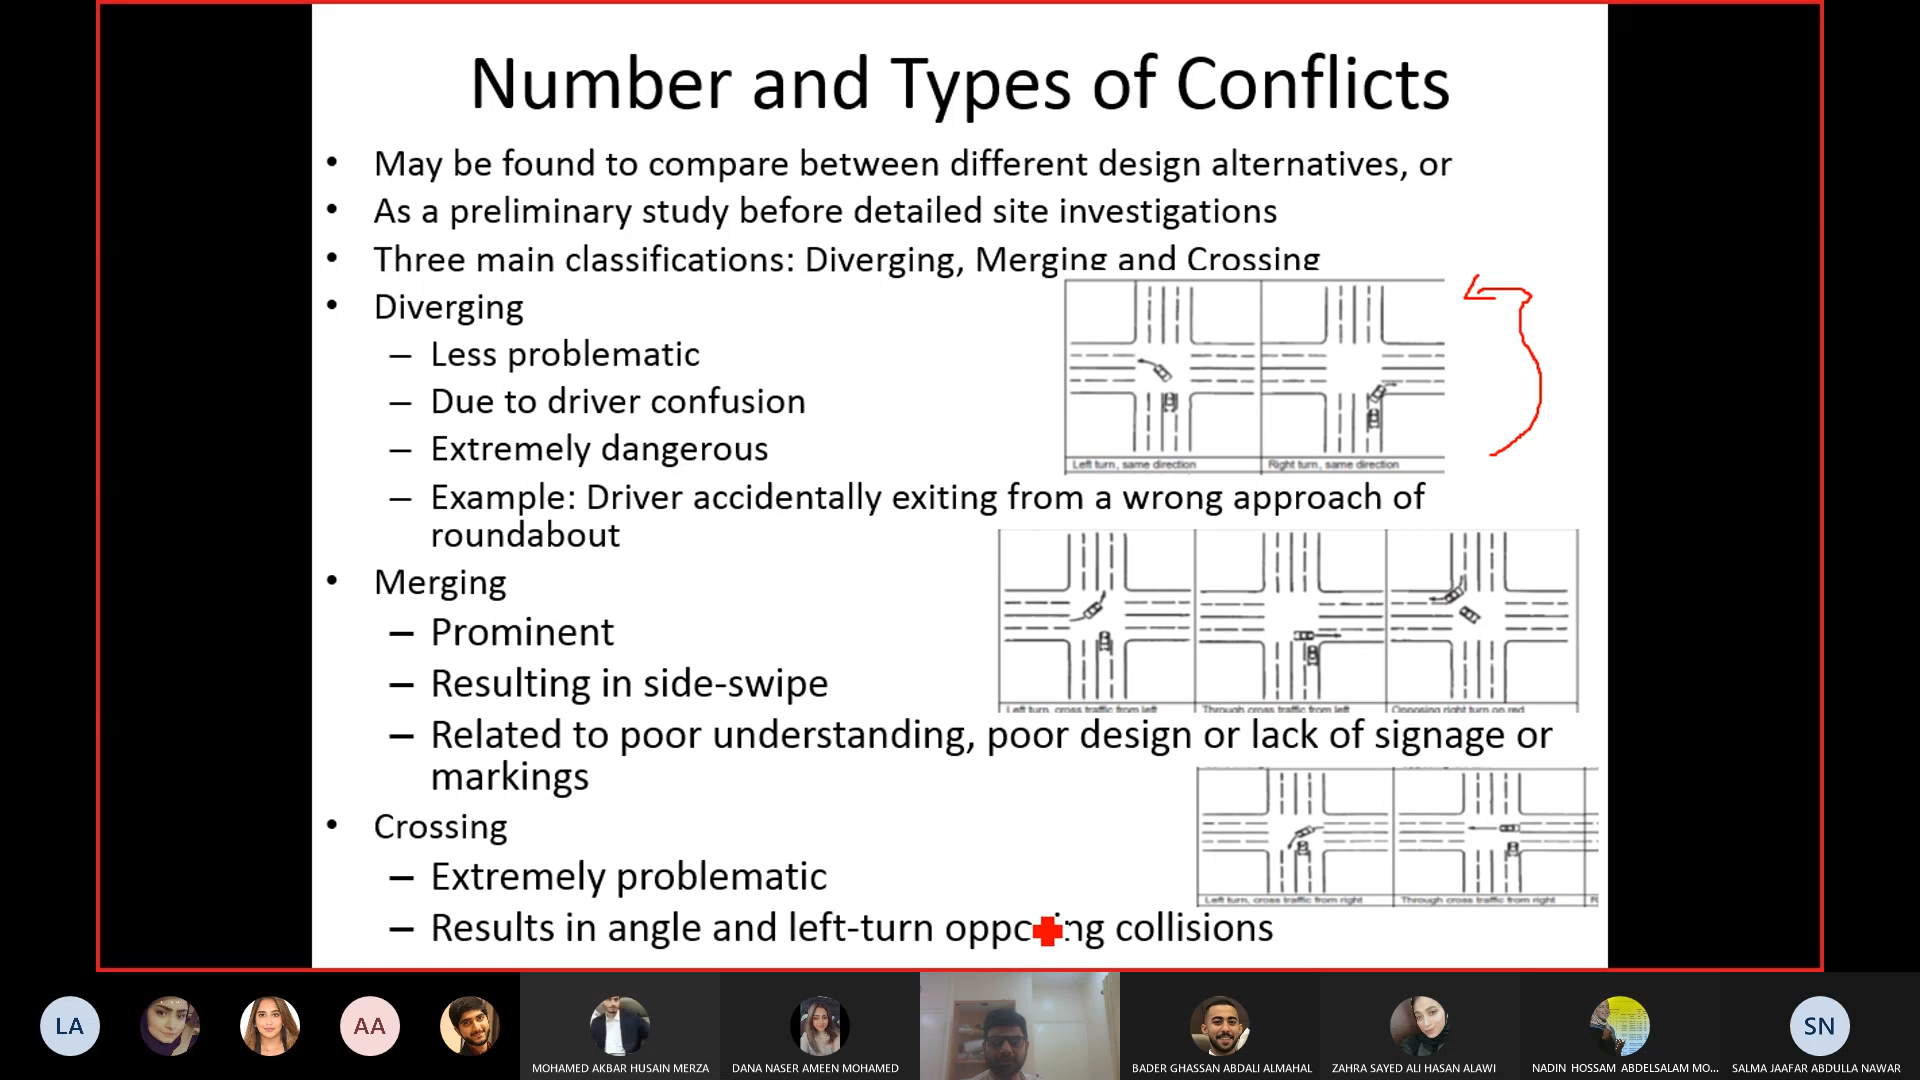 Number and Types of Conflicts
• May be found to compare between different design alternatives, or
• As a preliminary study before detailed site investigations
• Three main classifications: Diverging, Merging and Crossing
• Diverging
– Less problematic
– Due to driver confusion
– Extremely dangerous
Left turn, same direction
Right turn, same direction
– Example: Driver accidentally exiting from a wrong approach of
roundabout
• Merging
– Prominent
– Resulting in side-swipe
Left turn, cross traffic from left
Through cross traffic from left
Opposing right turn on red
– Related to poor understanding, poor design or lack of signage or
markings
• Crossing
– Extremely problematic
Left turn, cross traffic from right
Through cross traffic from right
R
– Results in angle and left-turn opposing collisions
LA
AA
MOHAMED AKBAR HUSAIN MERZA
DANA NASER AMEEN MOHAMED
BADER GHASSAN ABDALI ALMAHAL
ZAHRA SAYED ALI HASAN ALAWI
NADIN HOSSAM ABDELSALAM MO...
SN
SALMA JAAFAR ABDULLA NAWAR